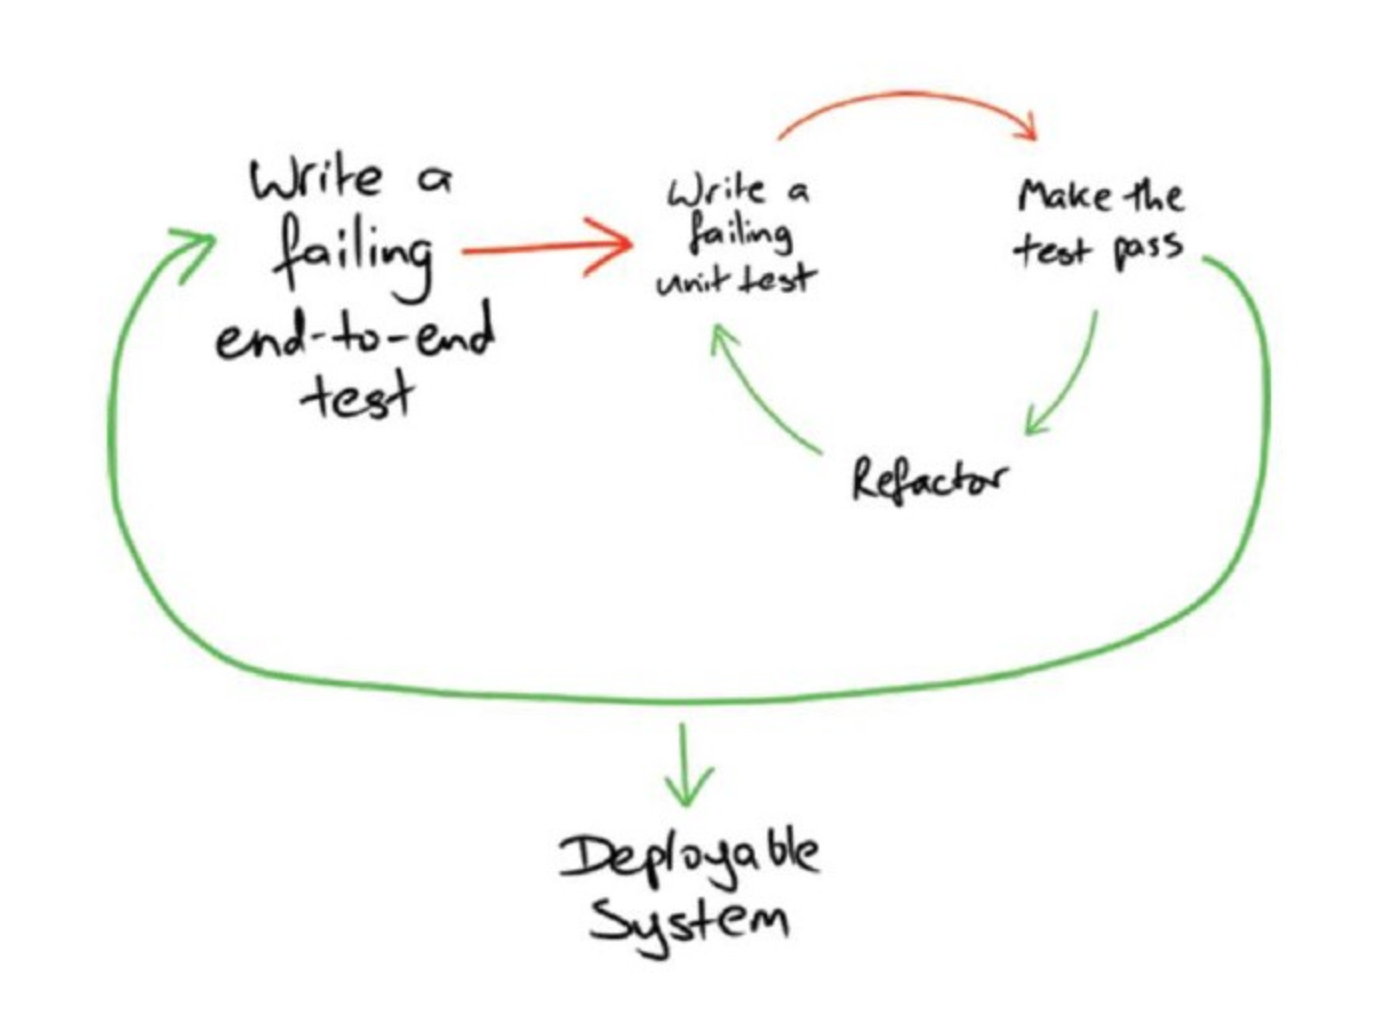 Write a
failing
end-to-end
test
Write a
failing
unit test
Make the
test pass
Refactor
Deployable
System